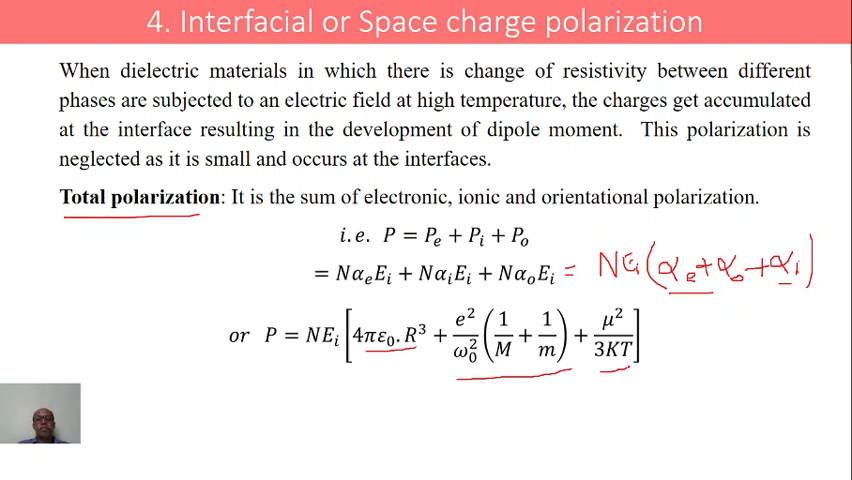 4. Interfacial or Space charge polarization
When dielectric materials in which there is change of resistivity between different
phases are subjected to an electric field at high temperature, the charges get accumulated
at the interface resulting in the development of dipole moment. This polarization is
neglected as it is small and occurs at the interfaces.
Total polarization: It is the sum of electronic, ionic and orientational polarization.
i.e. P = Pₑ + Pᵢ + Pₒ
= NαₑEᵢ + NαᵢEᵢ + NαₒEᵢ = NEᵢ(αₑ + αₒ + αᵢ)
or P = NEᵢ [4πε₀.R³ + e²/ω₀² (1/M + 1/m) + μ²/3KT]